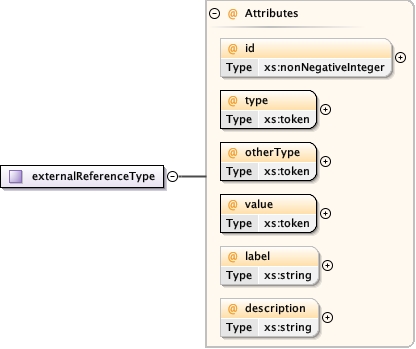 @ Attributes
@ id
Type xs:nonNegativeInteger
@ type
Type xs:token
@ otherType
Type xs:token
externalReferenceType
@ value
Type xs:token
@ label
Type xs:string
@ description
Type xs:string